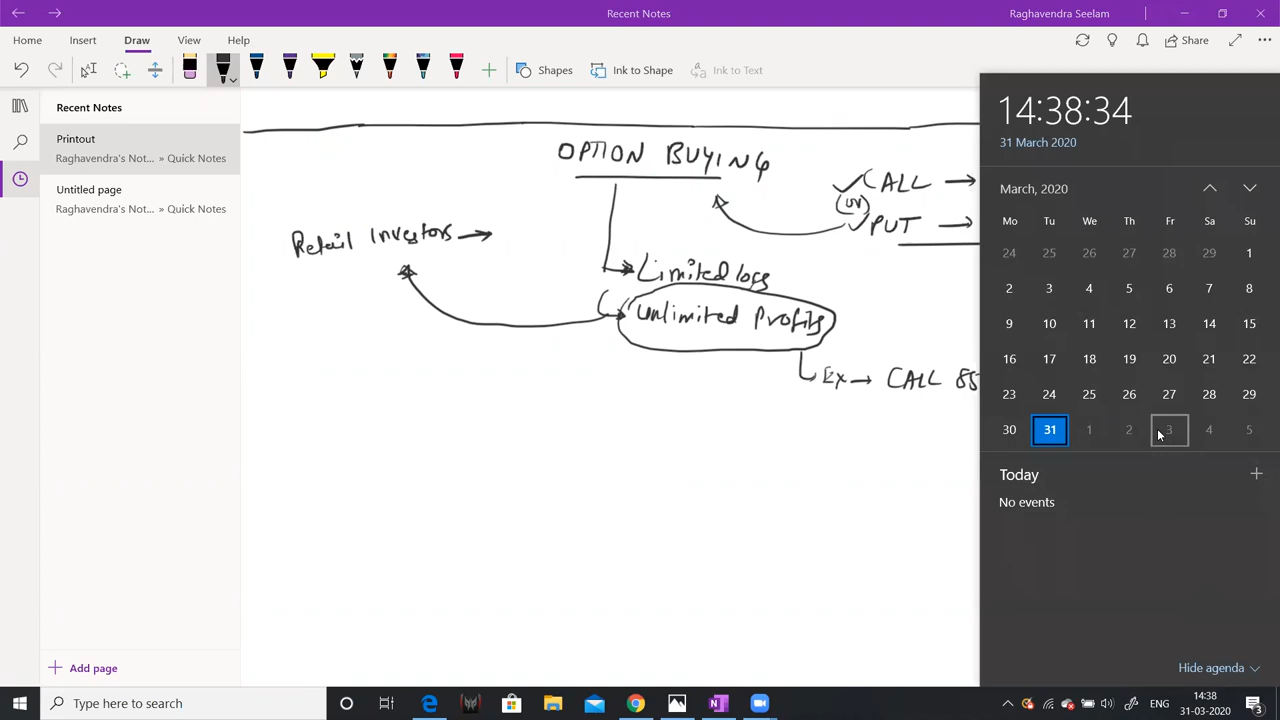 Recent Notes
Raghavendra Seelam
Home Insert Draw View Help
Share
Shapes
Ink to Shape
Ink to Text
Recent Notes
Printout
Raghavendra's Not... » Quick Notes
Untitled page
Raghavendra's Not... » Quick Notes
Add page
OPTION BUYING
CALL →
(or)
PUT →
Retail Investors →
Limited loss
Unlimited Profits
Ex → CALL 85
14:38:34
31 March 2020
March, 2020
Mo Tu We Th Fr Sa Su
24 25 26 27 28 29 1
2 3 4 5 6 7 8
9 10 11 12 13 14 15
16 17 18 19 20 21 22
23 24 25 26 27 28 29
30 31 1 2 3 4 5
Today
No events
Hide agenda
Type here to search
ENG
14:38
31-03-2020
3